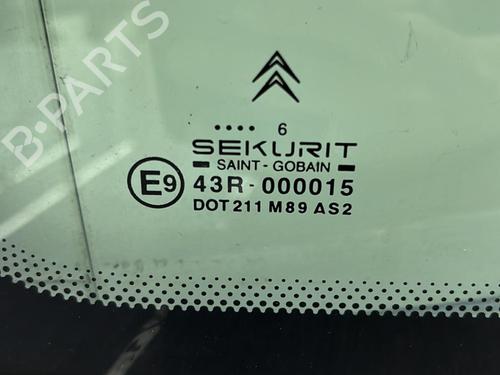 B-PARTS
.... 6
SEKURIT
SAINT-GOBAIN
E9 43R-000015
DOT 211 M89 AS2